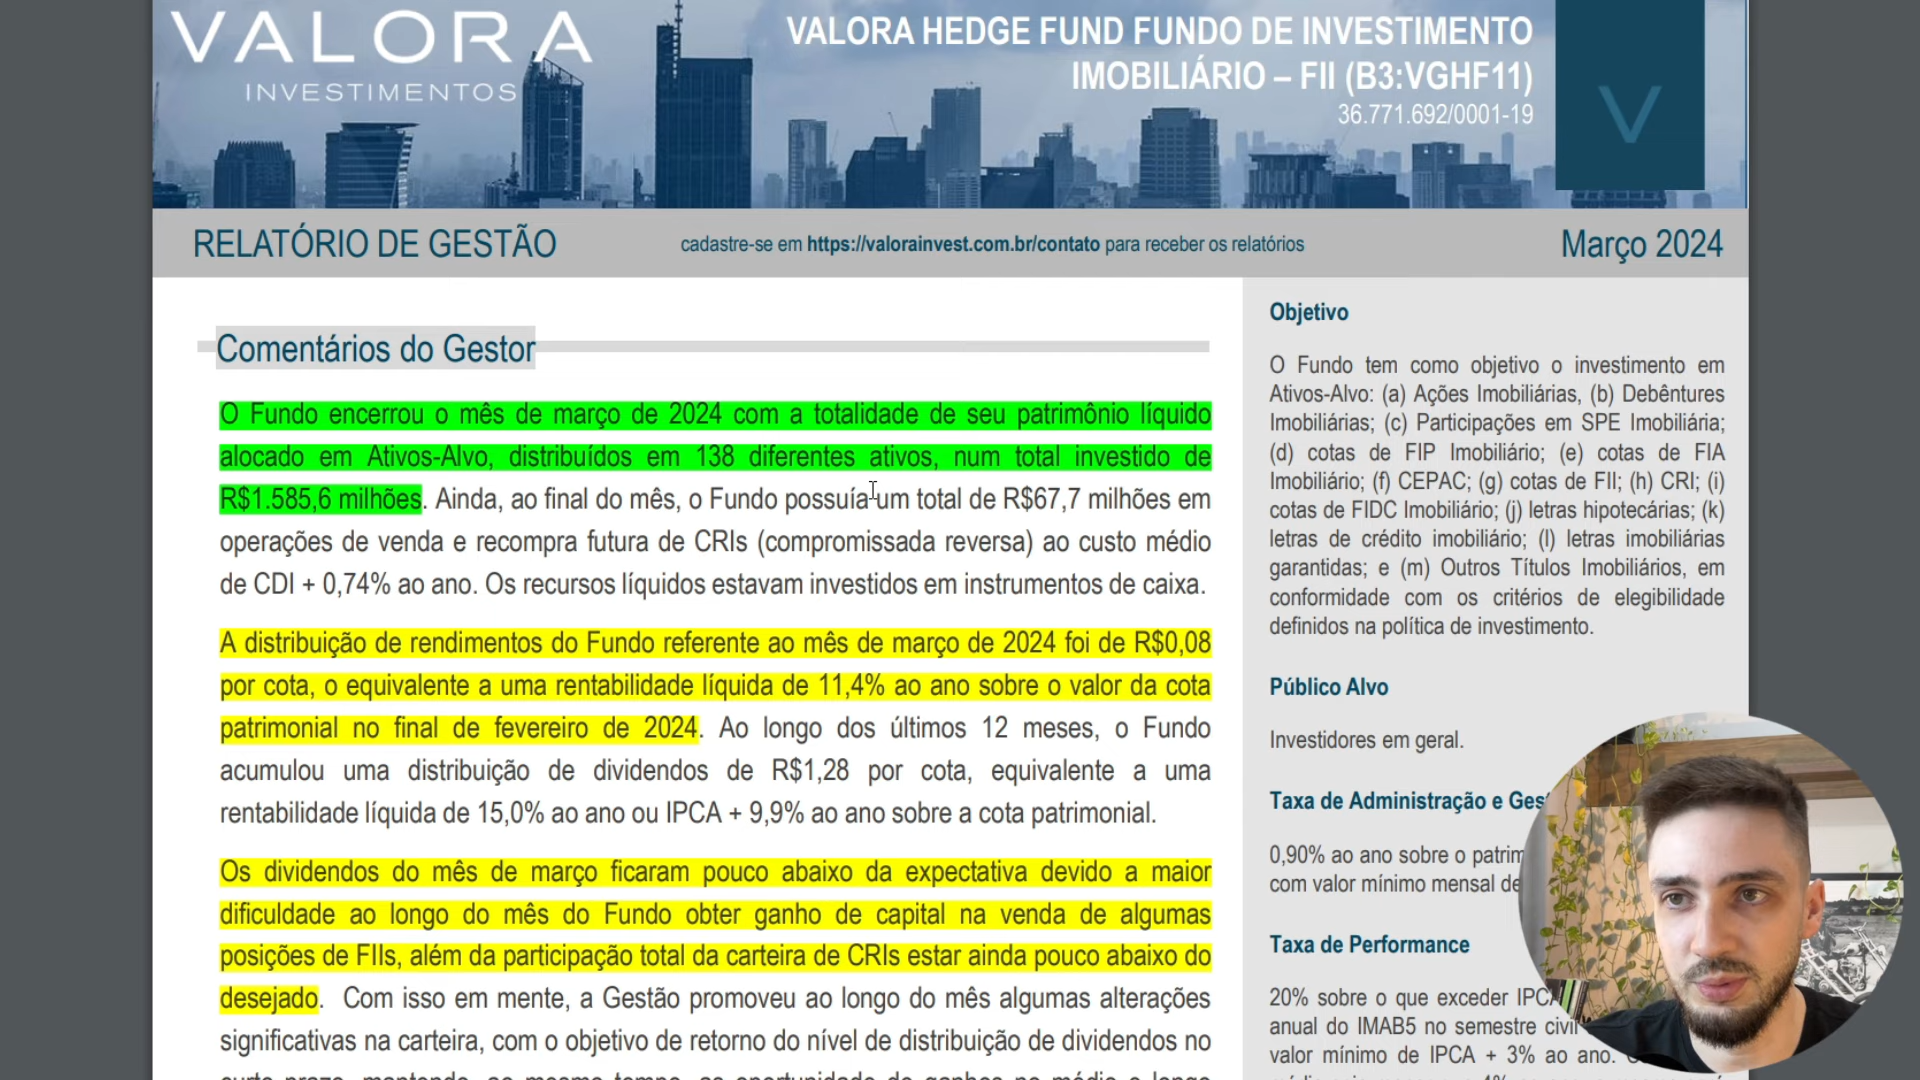 VALORA
INVESTIMENTOS
VALORA HEDGE FUND FUNDO DE INVESTIMENTO
IMOBILIÁRIO – FII (B3:VGHF11)
36.771.692/0001-19
V
RELATÓRIO DE GESTÃO
cadastre-se em https://valorainvest.com.br/contato para receber os relatórios
Março 2024
Comentários do Gestor
O Fundo encerrou o mês de março de 2024 com a totalidade de seu patrimônio líquido
alocado em Ativos-Alvo, distribuídos em 138 diferentes ativos, num total investido de
R$1.585,6 milhões. Ainda, ao final do mês, o Fundo possuía um total de R$67,7 milhões em
operações de venda e recompra futura de CRIs (compromissada reversa) ao custo médio
de CDI + 0,74% ao ano. Os recursos líquidos estavam investidos em instrumentos de caixa.
A distribuição de rendimentos do Fundo referente ao mês de março de 2024 foi de R$0,08
por cota, o equivalente a uma rentabilidade líquida de 11,4% ao ano sobre o valor da cota
patrimonial no final de fevereiro de 2024. Ao longo dos últimos 12 meses, o Fundo
acumulou uma distribuição de dividendos de R$1,28 por cota, equivalente a uma
rentabilidade líquida de 15,0% ao ano ou IPCA + 9,9% ao ano sobre a cota patrimonial.
Os dividendos do mês de março ficaram pouco abaixo da expectativa devido a maior
dificuldade ao longo do mês do Fundo obter ganho de capital na venda de algumas
posições de FIIs, além da participação total da carteira de CRIs estar ainda pouco abaixo do
desejado. Com isso em mente, a Gestão promoveu ao longo do mês algumas alterações
significativas na carteira, com o objetivo de retorno do nível de distribuição de dividendos no
Objetivo
O Fundo tem como objetivo o investimento em
Ativos-Alvo: (a) Ações Imobiliárias, (b) Debêntures
Imobiliárias; (c) Participações em SPE Imobiliária;
(d) cotas de FIP Imobiliário; (e) cotas de FIA
Imobiliário; (f) CEPAC; (g) cotas de FII; (h) CRI; (i)
cotas de FIDC Imobiliário; (j) letras hipotecárias; (k)
letras de crédito imobiliário; (l) letras imobiliárias
garantidas; e (m) Outros Títulos Imobiliários, em
conformidade com os critérios de elegibilidade
definidos na política de investimento.
Público Alvo
Investidores em geral.
Taxa de Administração e
0,90% ao ano sobre o
com valor mínimo mensal
Taxa de Performance
20% sobre o que exceder
anual do IMAB5 no semestre civil
valor mínimo de IPCA + 3% ao ano.